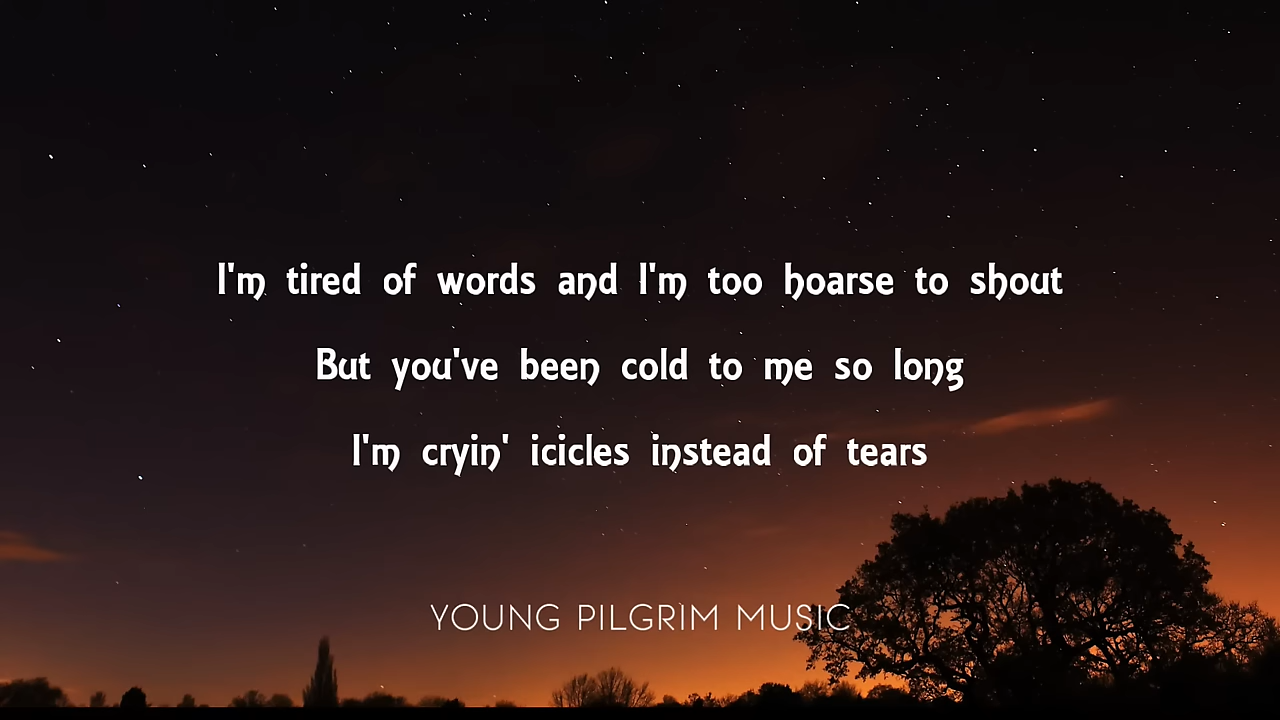 I'm tired of words and I'm too hoarse to shout
But you've been cold to me so long
I'm cryin' icicles instead of tears
YOUNG PILGRIM MUSIC